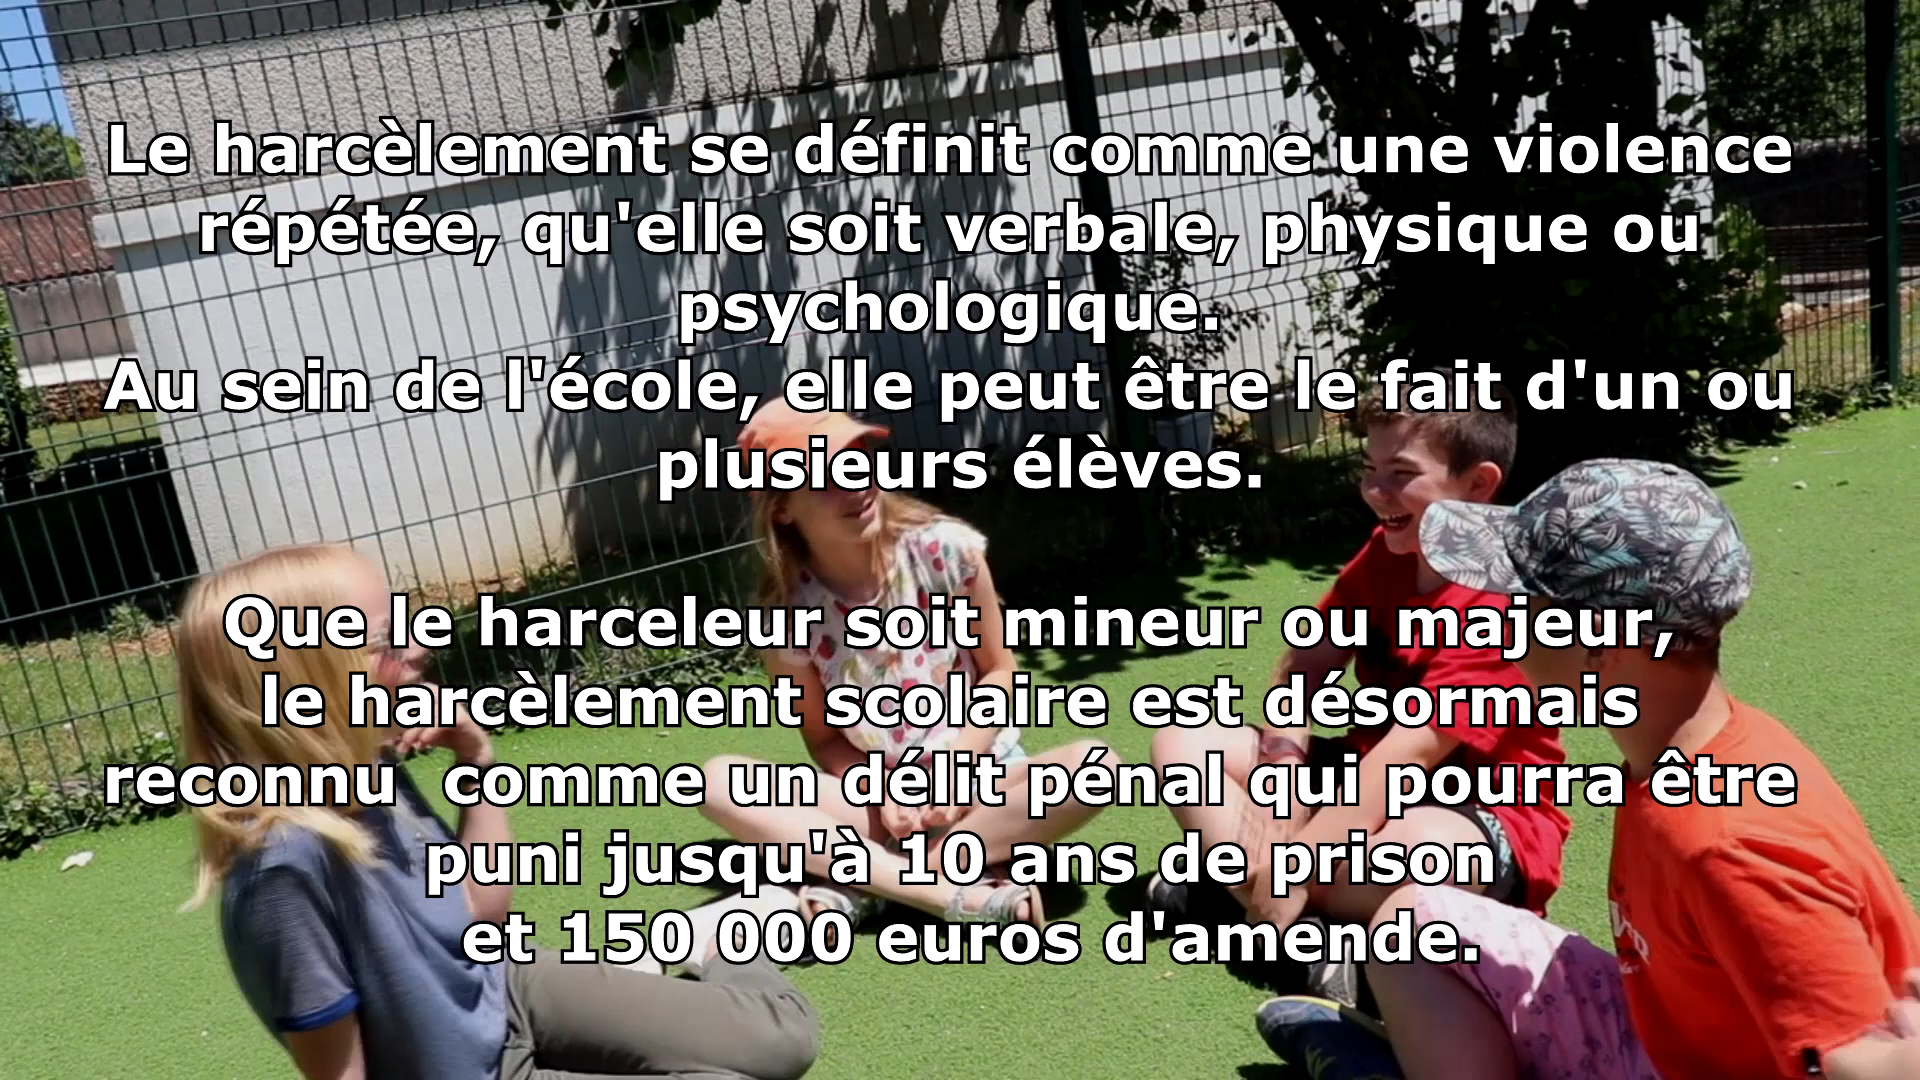 Le harcèlement se définit comme une violence
répétée, qu'elle soit verbale, physique ou
psychologique.
Au sein de l'école, elle peut être le fait d'un ou
plusieurs élèves.
Que le harceleur soit mineur ou majeur,
le harcèlement scolaire est désormais
reconnu  comme un délit pénal qui pourra être
puni jusqu'à 10 ans de prison
et 150 000 euros d'amende.